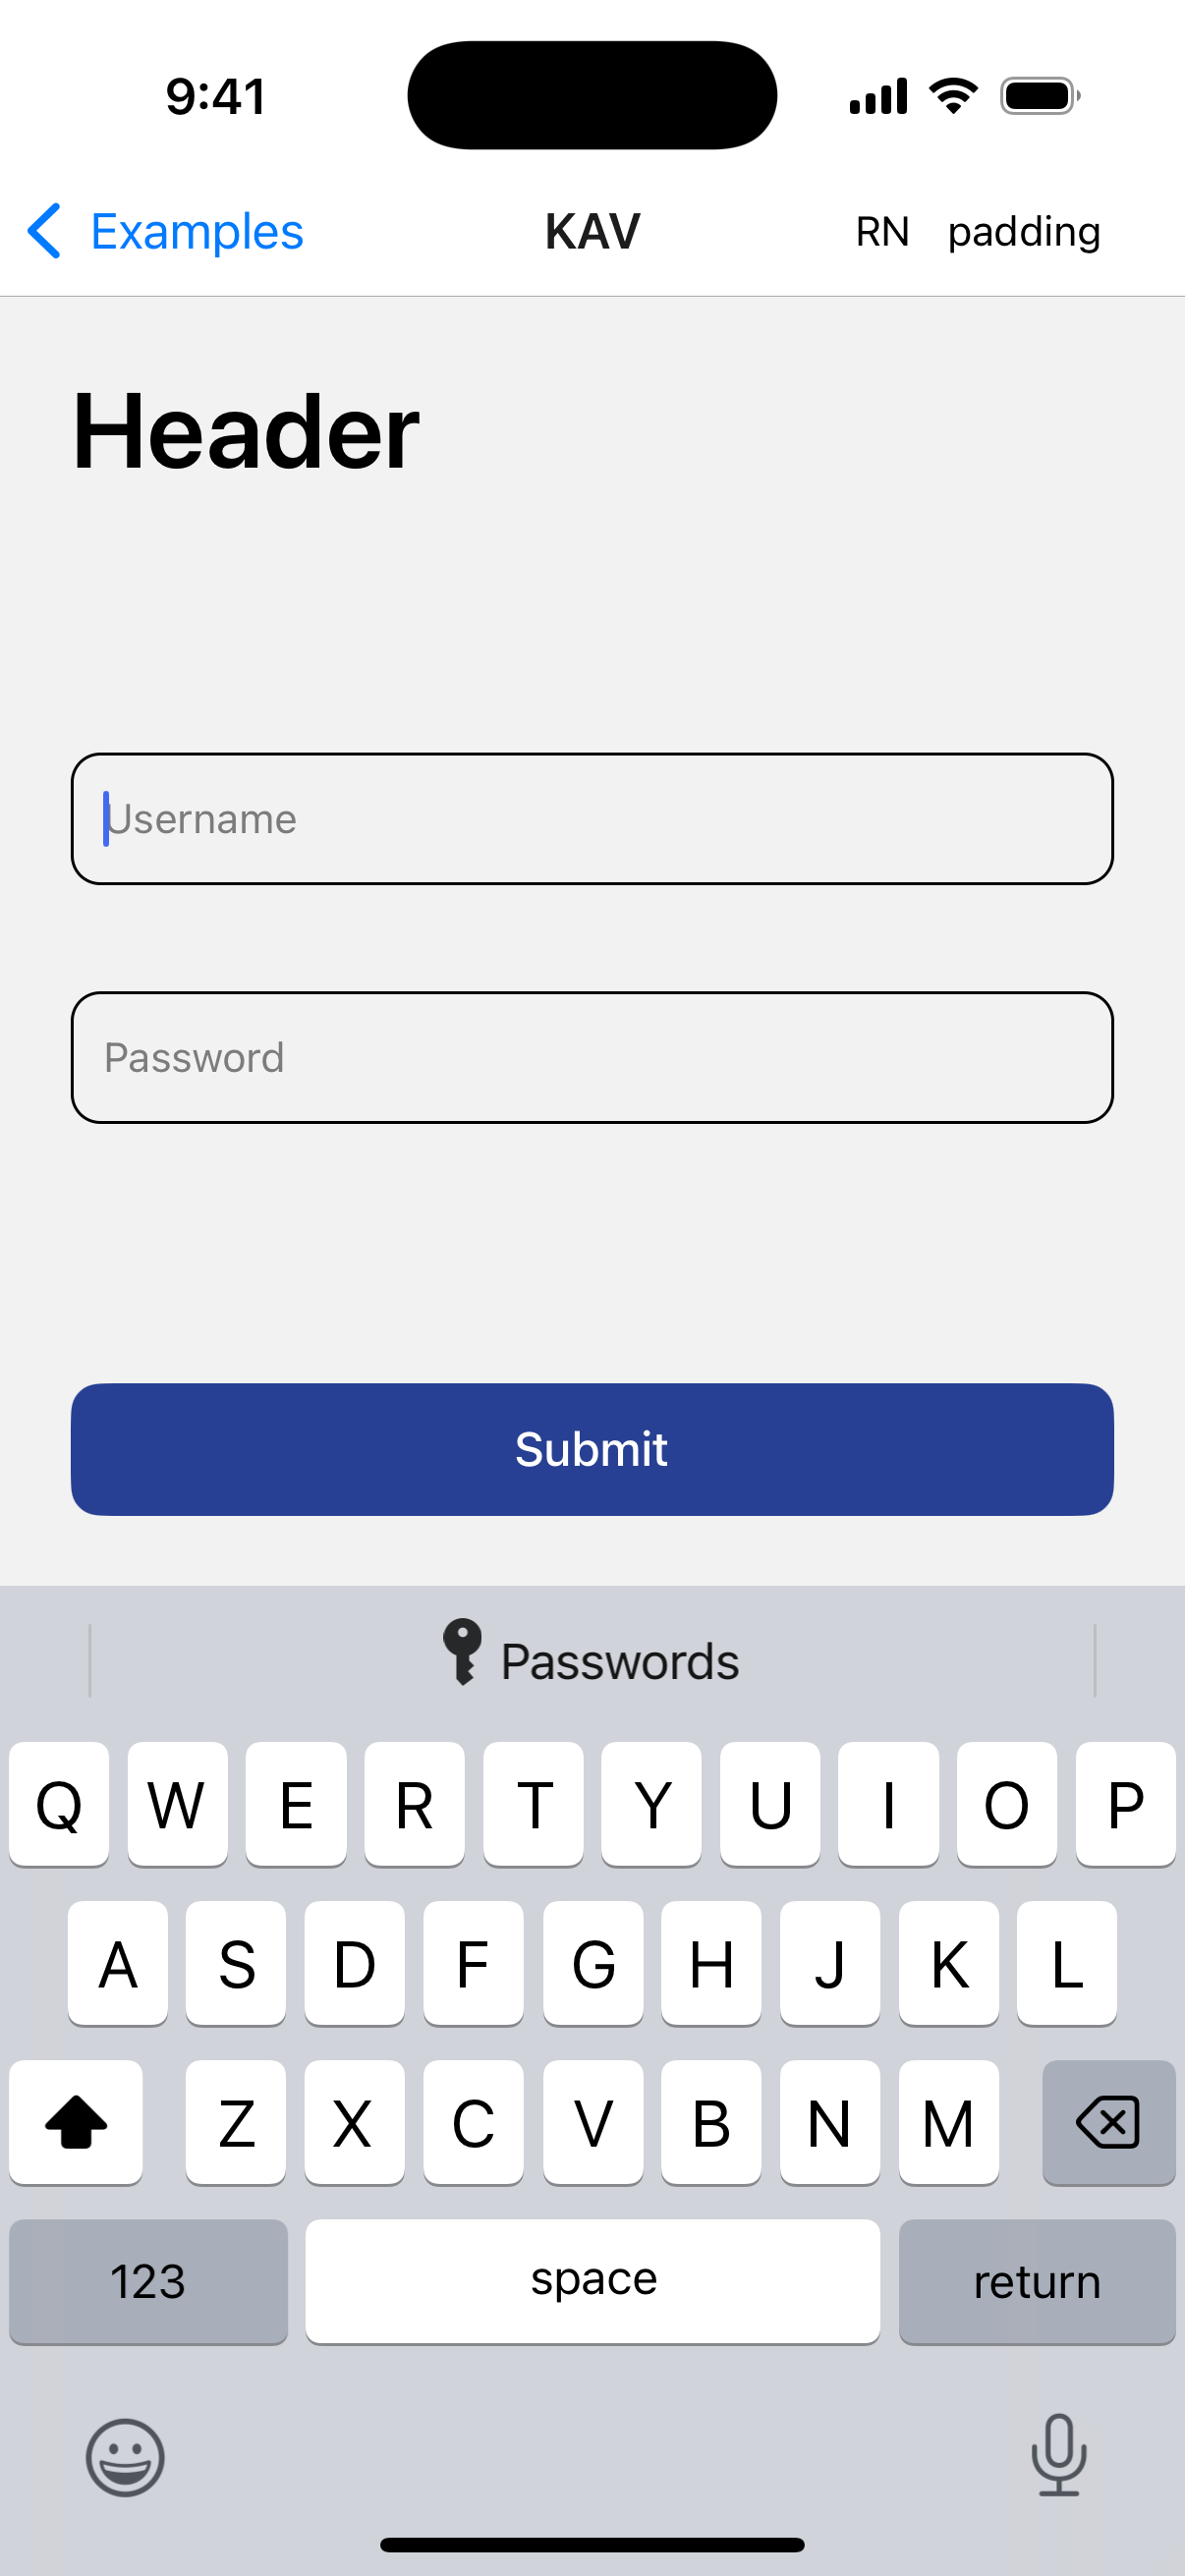 9:41
Examples KAV RN padding
Header
Username
Password
Submit
Passwords
Q W E R T Y U I O P
A S D F G H J K L
Z X C V B N M
123 space return